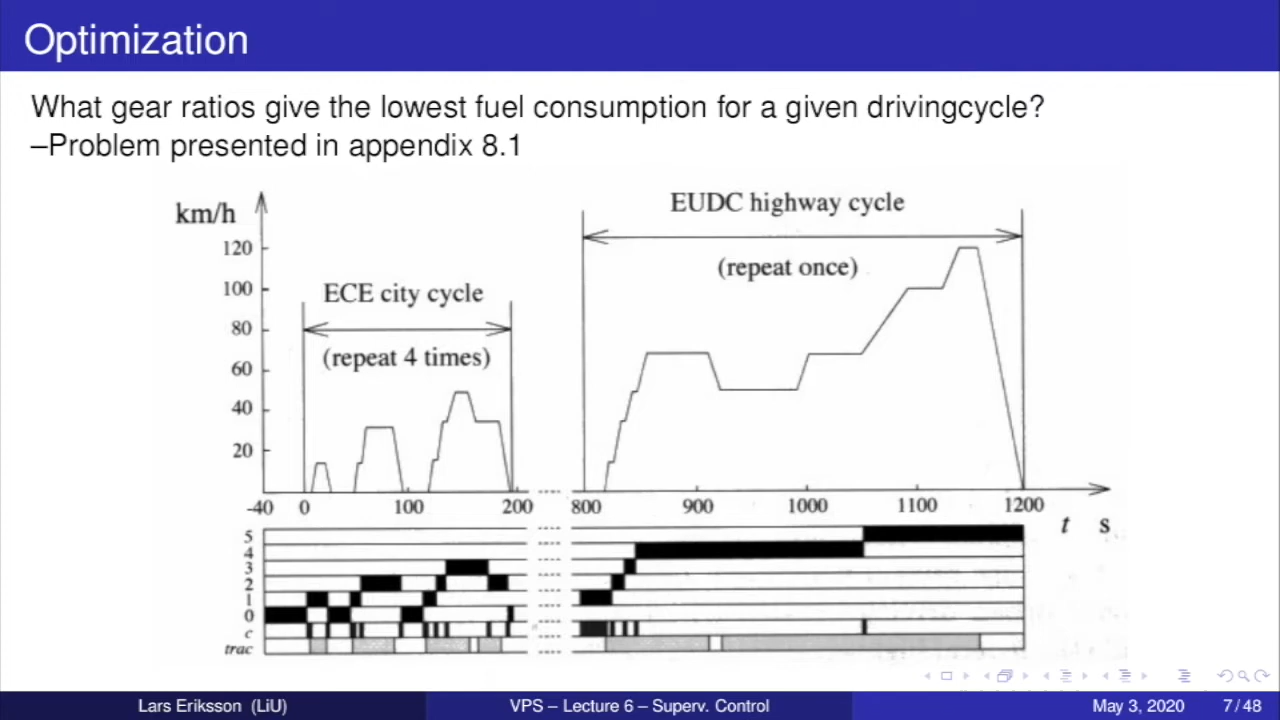 Optimization
What gear ratios give the lowest fuel consumption for a given drivingcycle?
–Problem presented in appendix 8.1
km/h
EUDC highway cycle
(repeat once)
ECE city cycle
(repeat 4 times)
120
100
80
60
40
20
-40 0 100 200 800 900 1000 1100 1200
t s
5
4
3
2
1
0
c
trac
Lars Eriksson (LiU) VPS – Lecture 6 – Superv. Control May 3, 2020 7 / 48